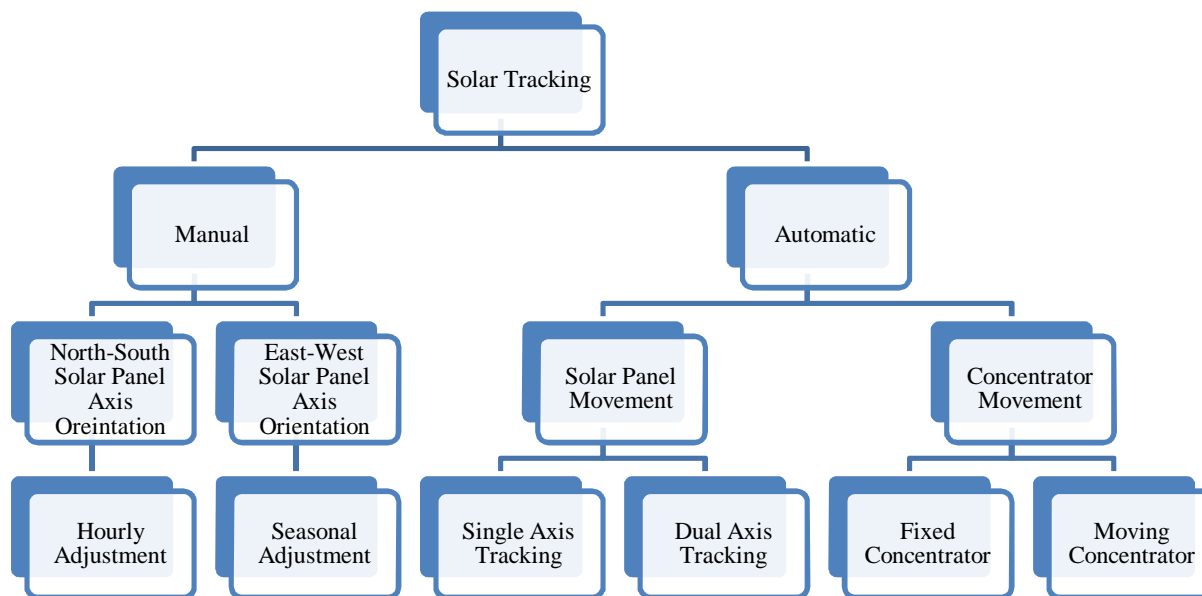 Solar Tracking
Manual
Automatic
North-South
Solar Panel
Axis
Oreintation
East-West
Solar Panel
Axis
Orientation
Solar Panel
Movement
Concentrator
Movement
Hourly
Adjustment
Seasonal
Adjustment
Single Axis
Tracking
Dual Axis
Tracking
Fixed
Concentrator
Moving
Concentrator